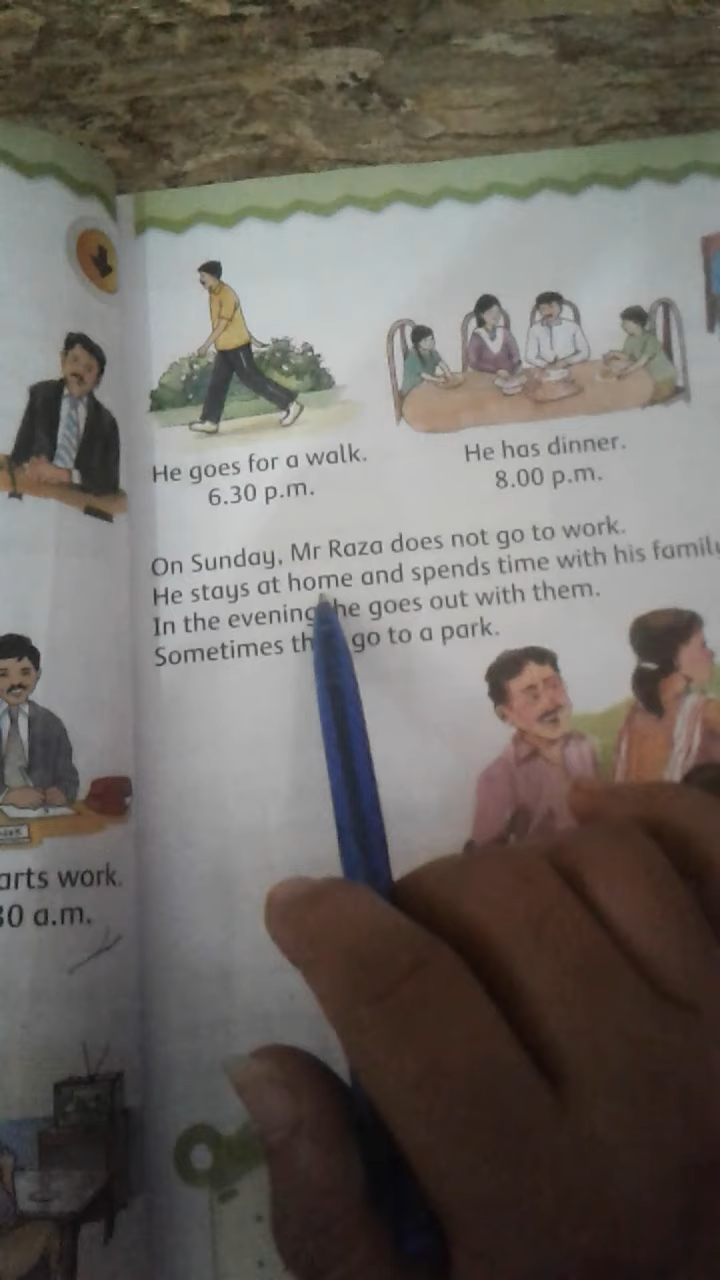 He goes for a walk.
6.30 p.m.
He has dinner.
8.00 p.m.
On Sunday, Mr Raza does not go to work.
He stays at home and spends time with his family
In the evening he goes out with them.
Sometimes go to a park.
arts work.
30 a.m.